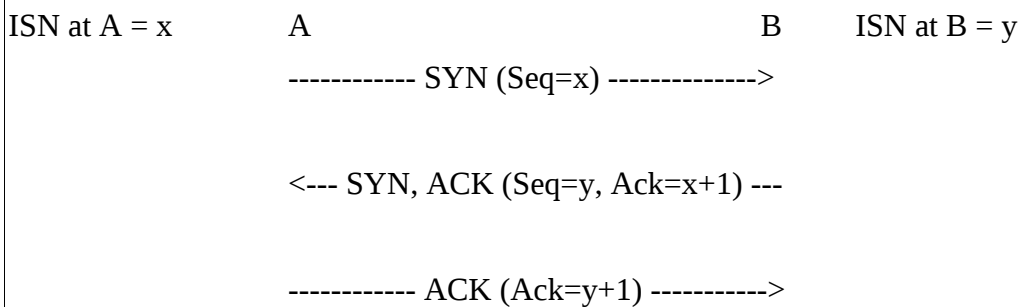 ISN at A = x A B ISN at B = y
------------ SYN (Seq=x) -------------->
<--- SYN, ACK (Seq=y, Ack=x+1) ---
------------ ACK (Ack=y+1) ----------->